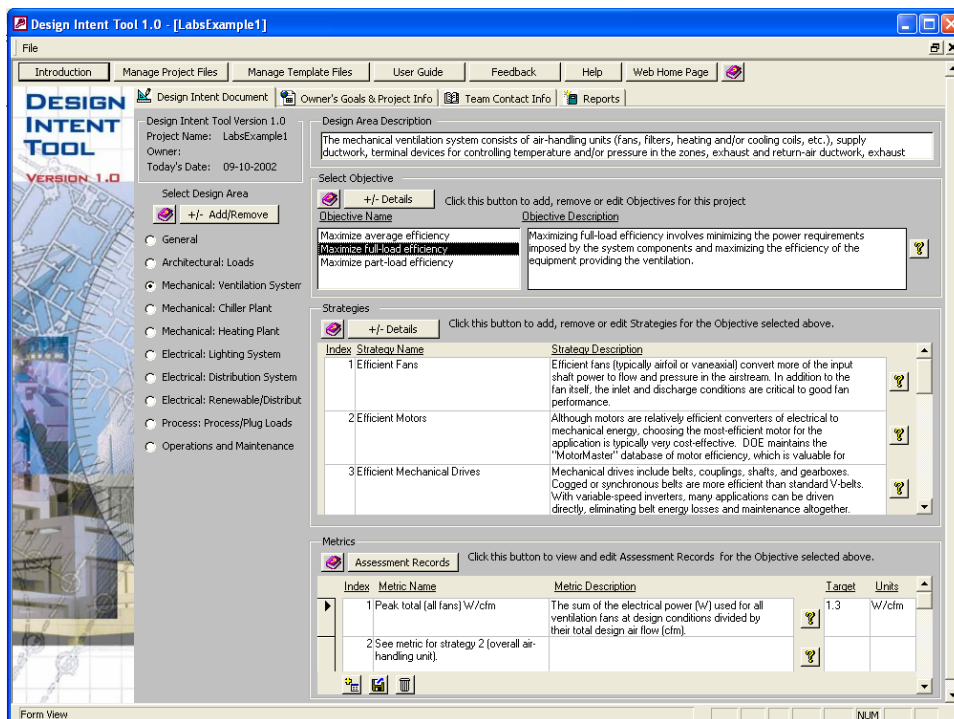 Design Intent Tool 1.0 - [LabsExample1]
File
Introduction
Manage Project Files
Manage Template Files
User Guide
Feedback
Help
Web Home Page
DESIGN
INTENT
TOOL
VERSION 1.0
Design Intent Document
Owner's Goals & Project Info
Team Contact Info
Reports
Design Intent Tool Version 1.0
Project Name: LabsExample1
Owner:
Today's Date: 09-10-2002
Select Design Area
+/- Add/Remove
General
Architectural: Loads
Mechanical: Ventilation System
Mechanical: Chiller Plant
Mechanical: Heating Plant
Electrical: Lighting System
Electrical: Distribution System
Electrical: Renewable/Distribut
Process: Process/Plug Loads
Operations and Maintenance
Design Area Description
The mechanical ventilation system consists of air-handling units (fans, filters, heating and/or cooling coils, etc.), supply
ductwork, terminal devices for controlling temperature and/or pressure in the zones, exhaust and return-air ductwork, exhaust
Select Objective
+/- Details
Click this button to add, remove or edit Objectives for this project
Objective Name
Objective Description
Maximize average efficiency
Maximize full-load efficiency
Maximize part-load efficiency
Maximizing full-load efficiency involves minimizing the power requirements
imposed by the system components and maximizing the efficiency of the
equipment providing the ventilation.
Strategies
+/- Details
Click this button to add, remove or edit Strategies for the Objective selected above.
Index Strategy Name
Strategy Description
1 Efficient Fans
Efficient fans (typically airfoil or vaneaxial) convert more of the input
shaft power to flow and pressure in the airstream. In addition to the
fan itself, the inlet and discharge conditions are critical to good fan
performance.
2 Efficient Motors
Although motors are relatively efficient converters of electrical to
mechanical energy, choosing the most-efficient motor for the
application is typically very cost-effective. DOE maintains the
"MotorMaster" database of motor efficiency, which is valuable for
3 Efficient Mechanical Drives
Mechanical drives include belts, couplings, shafts, and gearboxes.
Cogged or synchronous belts are more efficient than standard V-belts.
With variable-speed inverters, many applications can be driven
directly, eliminating belt energy losses and maintenance altogether.
Metrics
Assessment Records
Click this button to view and edit Assessment Records for the Objective selected above.
Index Metric Name
Metric Description
Target
Units
1 Peak total (all fans) W/cfm
The sum of the electrical power (W) used for all
ventilation fans at design conditions divided by
their total design air flow (cfm).
1.3
W/cfm
2 See metric for strategy 2 (overall air-
handling unit).
Form View
NUM